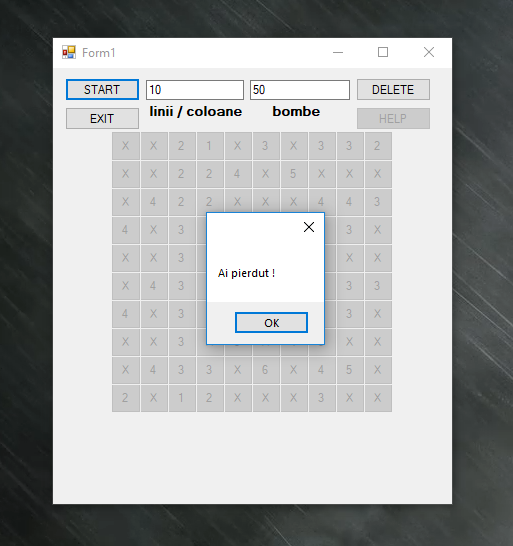 Form1
START 10 50 DELETE
EXIT linii / coloane bombe HELP
X X 2 1 X 3 X 3 3 2
X X 2 2 4 X 5 X X X
X 4 2 2 X X X 4 4 3
4 X 3 3 X
X X 3 X X
X 3 3 3 X
4 X 3 3 X
X X 3 X X
X 4 3 3 X 6 X 4 5 X
2 X 1 2 X X X 3 X X
Ai pierdut !
OK